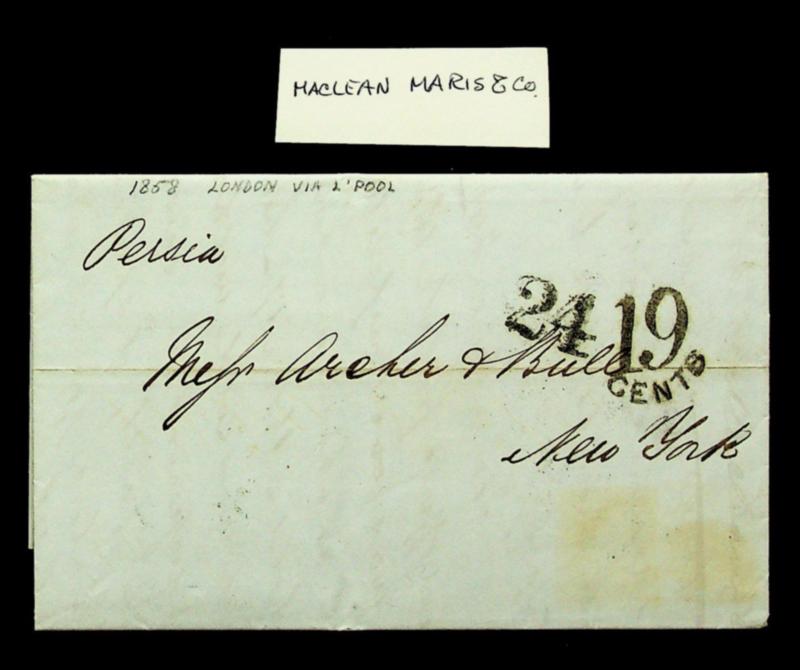 MACLEAN MARIS & CO.
1858 LONDON VIA L'POOL
Persia
24 19
CENTS
Messrs Archer & Bull
New York